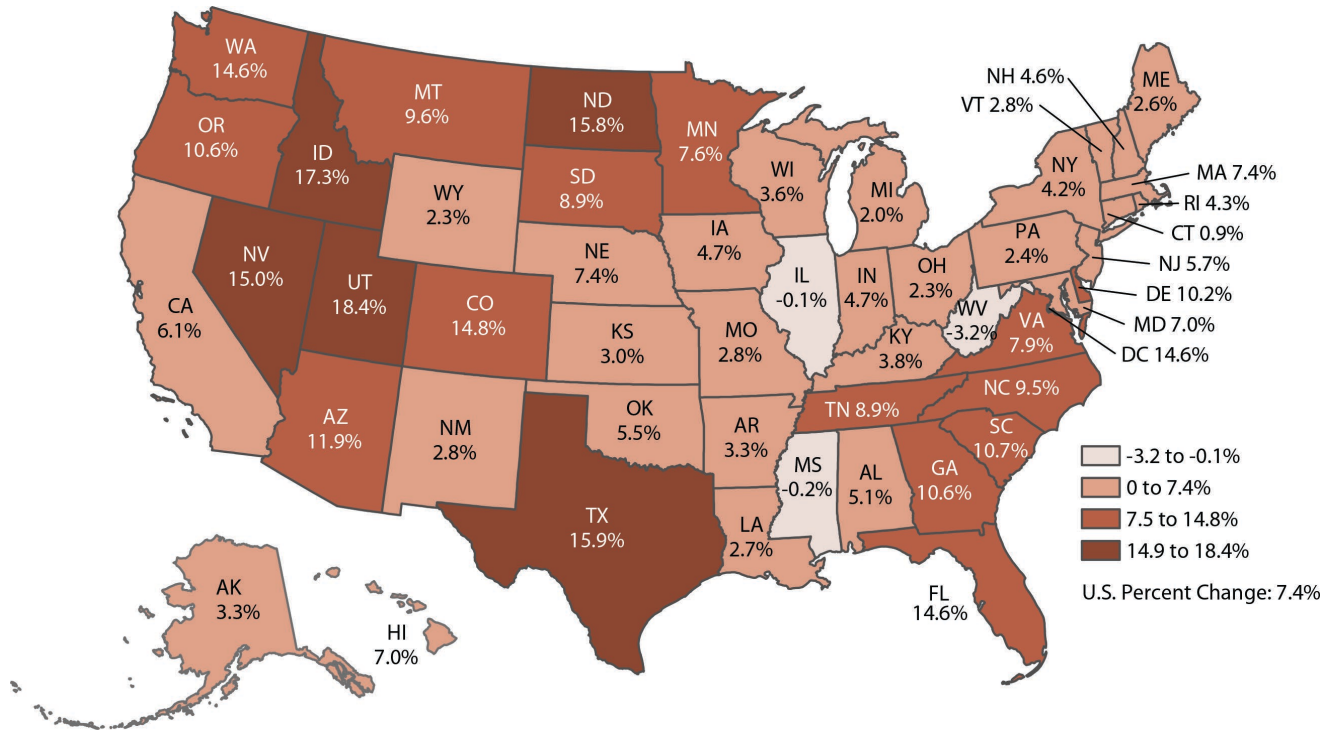 WA
14.6%
OR
10.6%
CA
6.1%
ID
17.3%
NV
15.0%
MT
9.6%
WY
2.3%
UT
18.4%
AZ
11.9%
CO
14.8%
NM
2.8%
ND
15.8%
SD
8.9%
NE
7.4%
KS
3.0%
OK
5.5%
TX
15.9%
MN
7.6%
IA
4.7%
MO
2.8%
AR
3.3%
LA
2.7%
WI
3.6%
IL
-0.1%
MS
-0.2%
MI
2.0%
IN
4.7%
OH
2.3%
KY
3.8%
TN 8.9%
AL
5.1%
GA
10.6%
FL
14.6%
SC
10.7%
NC 9.5%
VA
7.9%
WV
-3.2%
PA
2.4%
NY
4.2%
ME
2.6%
NH 4.6%
VT 2.8%
MA 7.4%
RI 4.3%
CT 0.9%
NJ 5.7%
DE 10.2%
MD 7.0%
DC 14.6%
AK
3.3%
HI
7.0%
-3.2 to -0.1%
0 to 7.4%
7.5 to 14.8%
14.9 to 18.4%
U.S. Percent Change: 7.4%